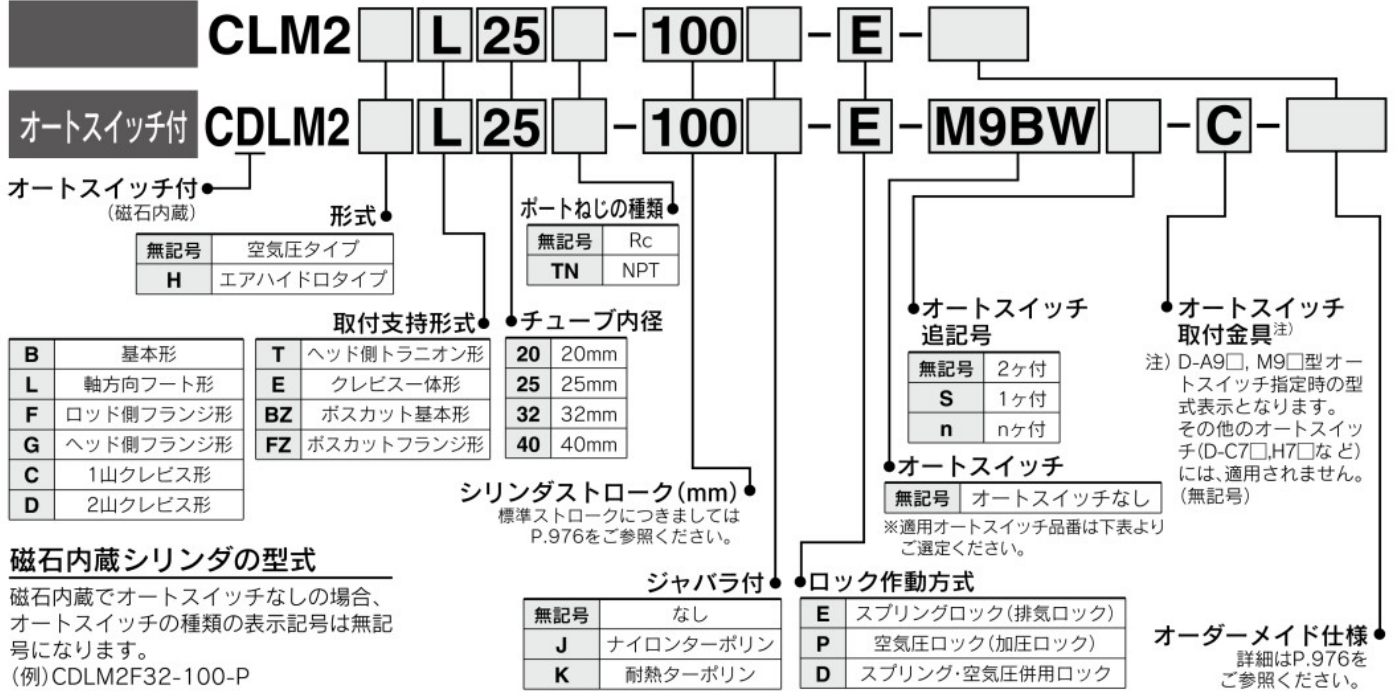 CLM2 L 25 -100 -E-
オートスイッチ付 CDLM2 L 25 -100 -E-M9BW -C-
オートスイッチ付
(磁石内蔵)
形式
無記号 空気圧タイプ
H エアハイドロタイプ
ポートねじの種類
無記号 Rc
TN NPT
取付支持形式
B 基本形
L 軸方向フート形
F ロッド側フランジ形
G ヘッド側フランジ形
C 1山クレビス形
D 2山クレビス形
T ヘッド側トラニオン形
E クレビス一体形
BZ ボスカット基本形
FZ ボスカットフランジ形
チューブ内径
20 20mm
25 25mm
32 32mm
40 40mm
オートスイッチ
追記号
無記号 2ヶ付
S 1ヶ付
n nヶ付
オートスイッチ
取付金具注)
注) D-A9□, M9□型オー
トスイッチ指定時の型
式表示となります。
その他のオートスイッ
チ(D-C7□,H7□など)
には、適用されません。
(無記号)
オートスイッチ
無記号 オートスイッチなし
※適用オートスイッチ品番は下表より
ご選定ください。
シリンダストローク(mm)
標準ストロークにつきましては
P.976をご参照ください。
磁石内蔵シリンダの型式
磁石内蔵でオートスイッチなしの場合、
オートスイッチの種類の表示記号は無記
号になります。
(例)CDLM2F32-100-P
ジャバラ付
無記号 なし
J ナイロンターポリン
K 耐熱ターポリン
ロック作動方式
E スプリングロック(排気ロック)
P 空気圧ロック(加圧ロック)
D スプリング·空気圧併用ロック
オーダーメイド仕様
詳細はP.976を
ご参照ください。